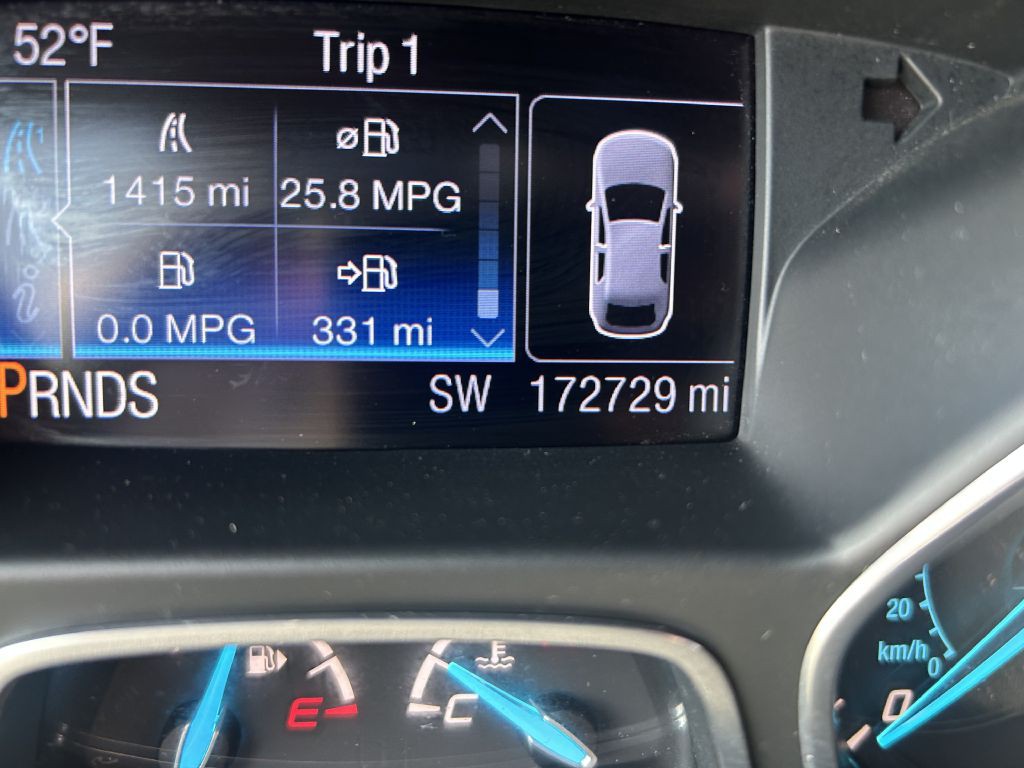 52°F Trip 1
1415 mi 25.8 MPG
0.0 MPG 331 mi
PRNDS SW 172729 mi
20
km/h
0
0
E C